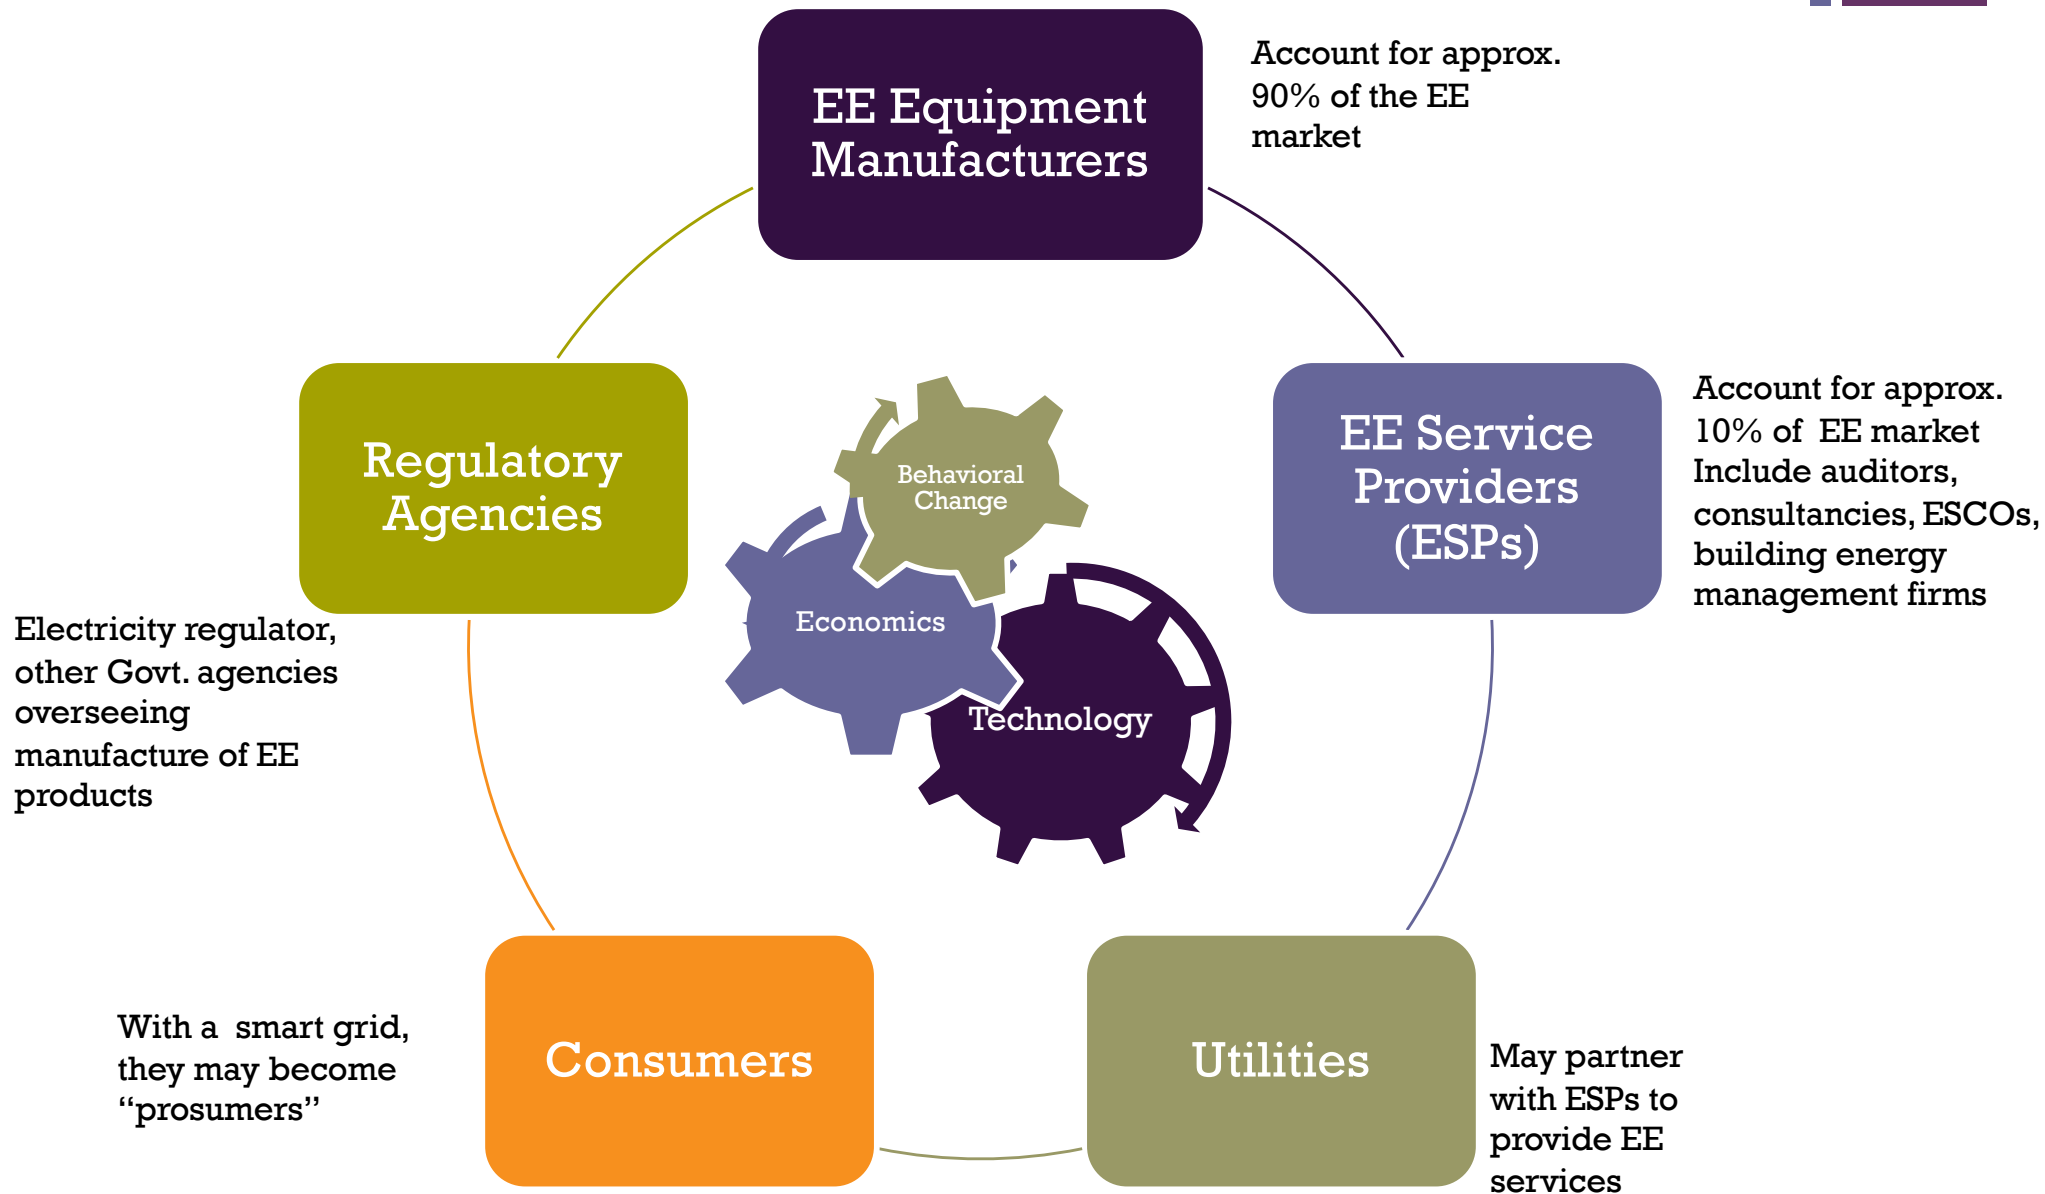 EE Equipment
Manufacturers
Account for approx.
90% of the EE
market
EE Service
Providers
(ESPs)
Account for approx.
10% of  EE market
Include auditors,
consultancies, ESCOs,
building energy
management firms
Utilities
May partner
with ESPs to
provide EE
services
Consumers
With a  smart grid,
they may become
“prosumers”
Regulatory
Agencies
Electricity regulator,
other Govt. agencies
overseeing
manufacture of EE
products
Behavioral
Change
Economics
Technology